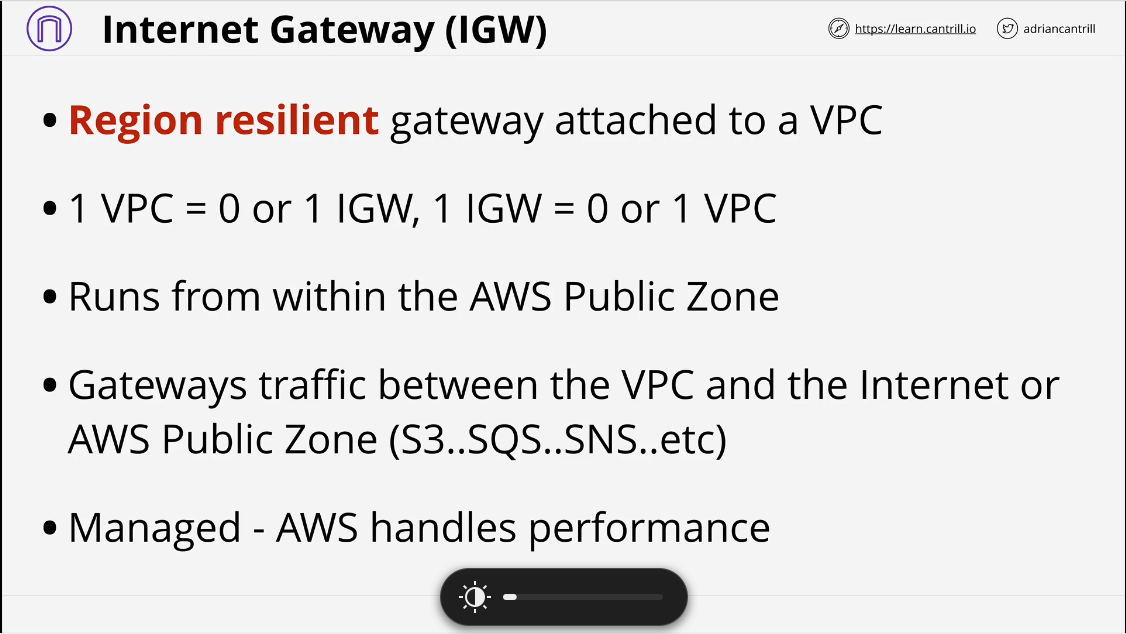 Internet Gateway (IGW)
https://learn.cantrill.io
adriancantrill
• Region resilient gateway attached to a VPC
• 1 VPC = 0 or 1 IGW, 1 IGW = 0 or 1 VPC
• Runs from within the AWS Public Zone
• Gateways traffic between the VPC and the Internet or
AWS Public Zone (S3..SQS..SNS..etc)
• Managed - AWS handles performance